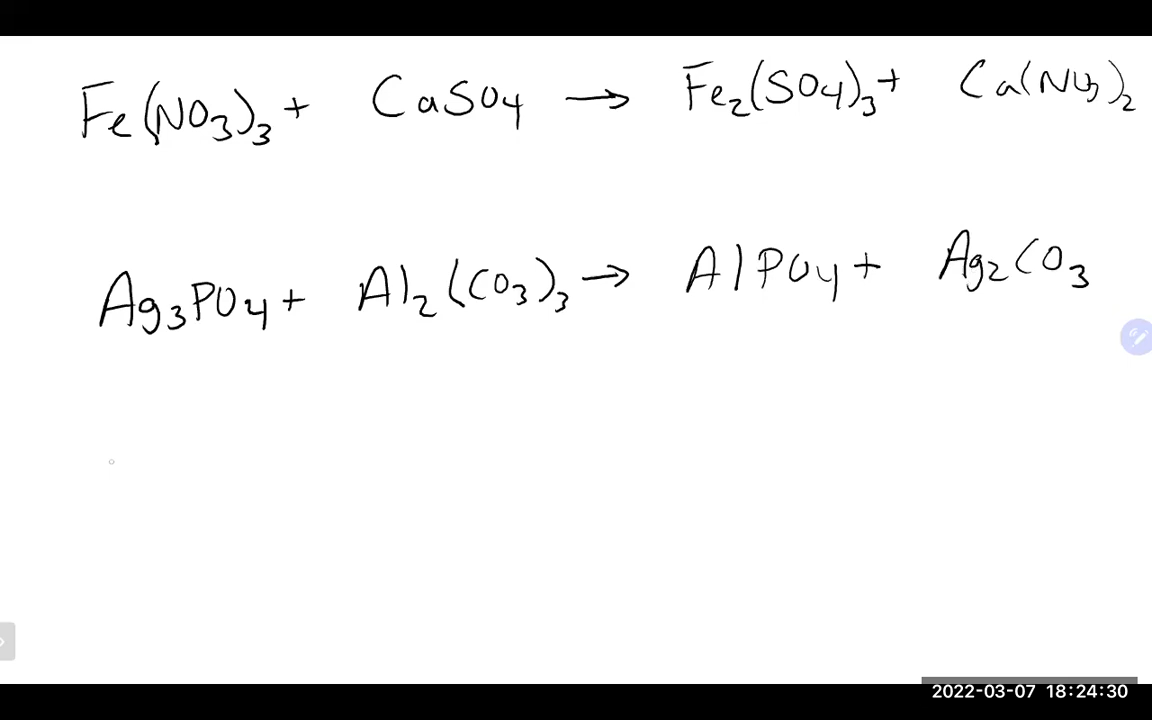 Fe(NO3)3 + CaSO4 → Fe2(SO4)3 + Ca(NO3)2
Ag3PO4 + Al2(CO3)3 → AlPO4 + Ag2CO3
2022-03-07 18:24:30